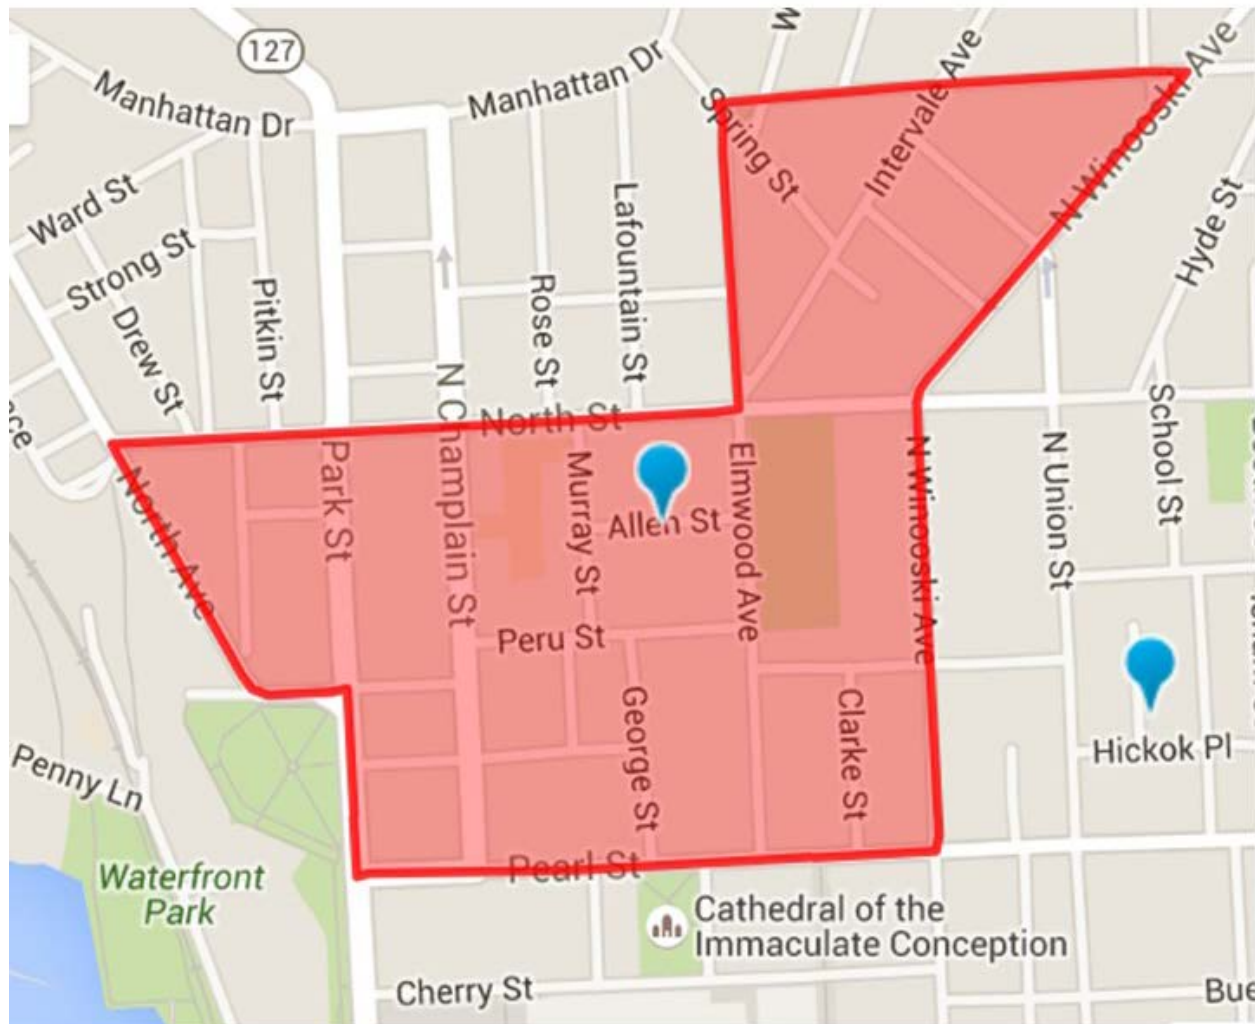 W
127
Manhattan Dr
Manhattan Dr
Spring St
Intervale Ave
N Winooski Ave
Ward St
Strong St
Drew St
Pitkin St
Lafountain St
Rose St
Hyde St
North St
N Champlain St
Park St
North Ave
Murray St
Allen St
Elmwood Ave
N Winooski Ave
N Union St
School St
Peru St
George St
Clarke St
Hickok Pl
Penny Ln
Pearl St
Waterfront
Park
Cathedral of the
Immaculate Conception
Cherry St
Bue